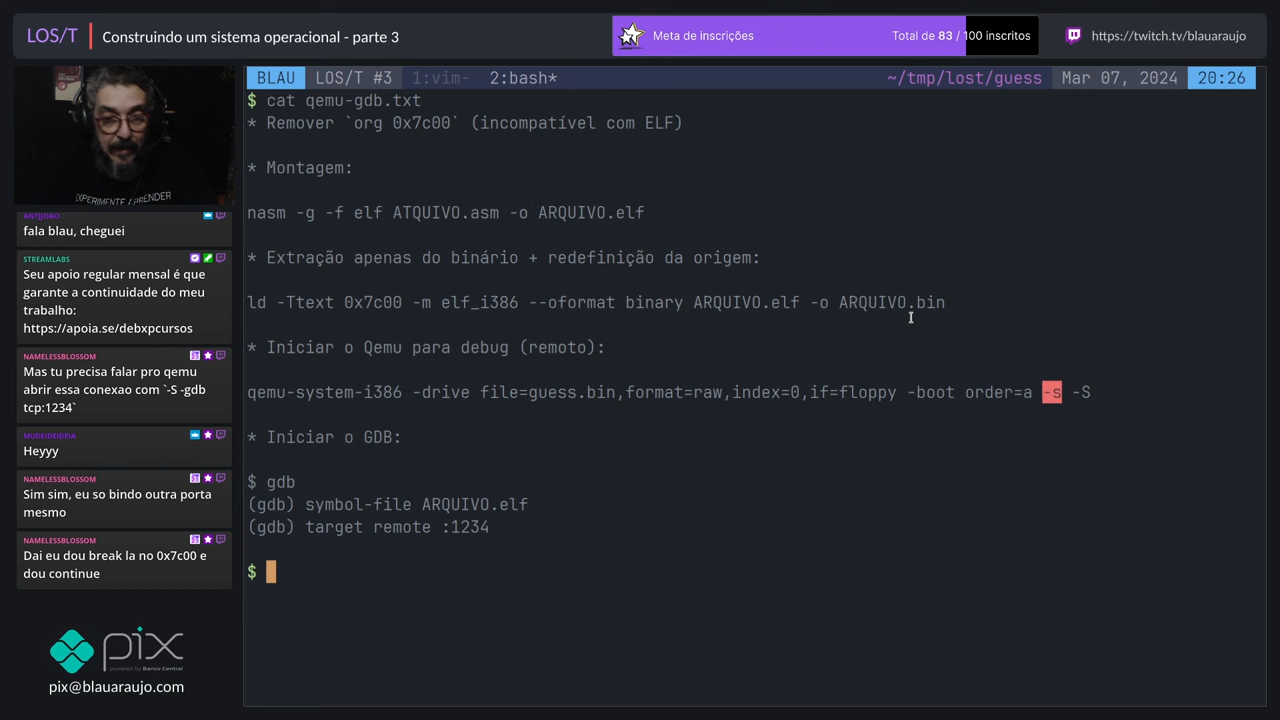 LOS/T
Construindo um sistema operacional - parte 3
Meta de inscrições
Total de 83 / 100 inscritos
https://twitch.tv/blauaraujo
EXPERIMENTE / PRENDER
ANTJJOAO
fala blau, cheguei
STREAMLABS
Seu apoio regular mensal é que
garante a continuidade do meu
trabalho:
https://apoia.se/debxpcursos
NAMELESSBLOSSOM
Mas tu precisa falar pro qemu
abrir essa conexao com `-S -gdb
tcp:1234`
MUDEIDEIDEIA
Heyyy
NAMELESSBLOSSOM
Sim sim, eu so bindo outra porta
mesmo
NAMELESSBLOSSOM
Dai eu dou break la no 0x7c00 e
dou continue
pix
powered by Banco Central
pix@blauaraujo.com
BLAU LOS/T #3 1:vim- 2:bash* ~/tmp/lost/guess Mar 07, 2024 20:26
$ cat qemu-gdb.txt
* Remover `org 0x7c00` (incompatível com ELF)
* Montagem:
nasm -g -f elf ATQUIVO.asm -o ARQUIVO.elf
* Extração apenas do binário + redefinição da origem:
ld -Ttext 0x7c00 -m elf_i386 --oformat binary ARQUIVO.elf -o ARQUIVO.bin
* Iniciar o Qemu para debug (remoto):
qemu-system-i386 -drive file=guess.bin,format=raw,index=0,if=floppy -boot order=a -s -S
* Iniciar o GDB:
$ gdb
(gdb) symbol-file ARQUIVO.elf
(gdb) target remote :1234
$